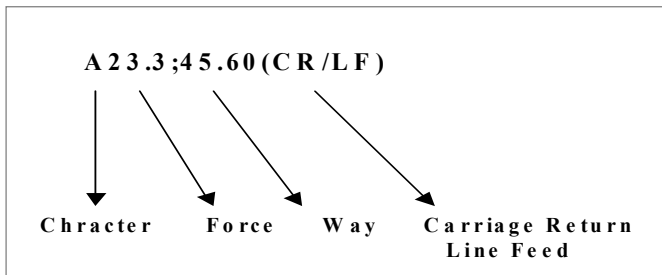 A23.3;45.60(CR/LF)
Chracter Force Way Carriage Return
Line Feed